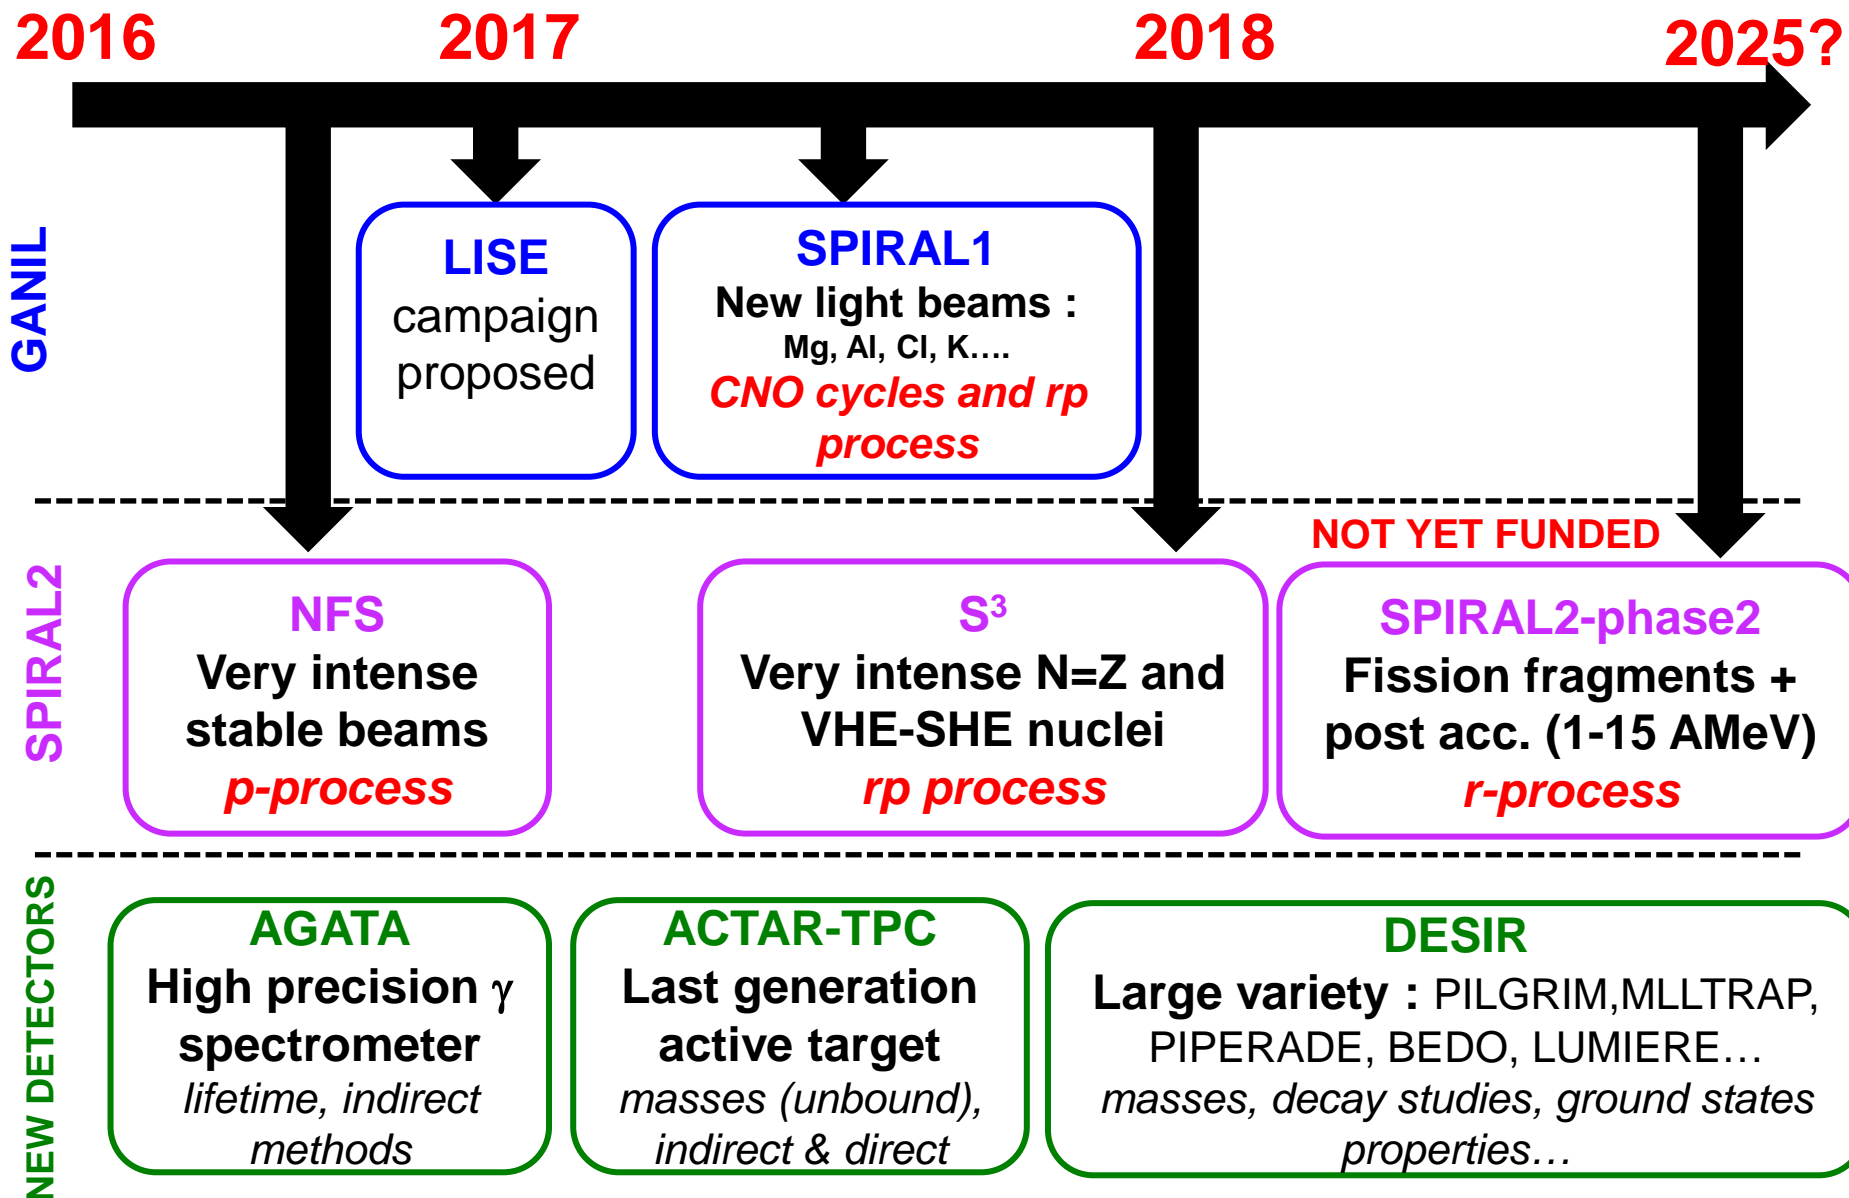 2016 2017 2018 2025?
GANIL
LISE
campaign
proposed
SPIRAL1
New light beams :
Mg, Al, Cl, K....
CNO cycles and rp
process
SPIRAL2
NOT YET FUNDED
NFS
Very intense
stable beams
p-process
S³
Very intense N=Z and
VHE-SHE nuclei
rp process
SPIRAL2-phase2
Fission fragments +
post acc. (1-15 AMeV)
r-process
NEW DETECTORS
AGATA
High precision γ
spectrometer
lifetime, indirect
methods
ACTAR-TPC
Last generation
active target
masses (unbound),
indirect & direct
DESIR
Large variety : PILGRIM,MLLTRAP,
PIPERADE, BEDO, LUMIERE…
masses, decay studies, ground states
properties…